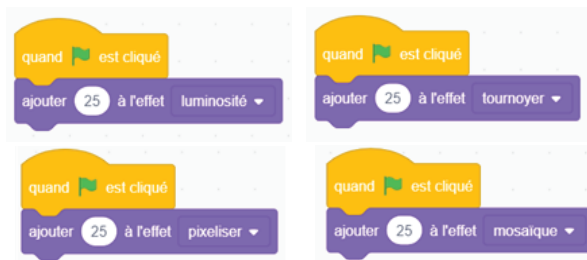 quand est cliqué
ajouter 25 à l'effet luminosité
quand est cliqué
ajouter 25 à l'effet tournoyer
quand est cliqué
ajouter 25 à l'effet pixeliser
quand est cliqué
ajouter 25 à l'effet mosaïque